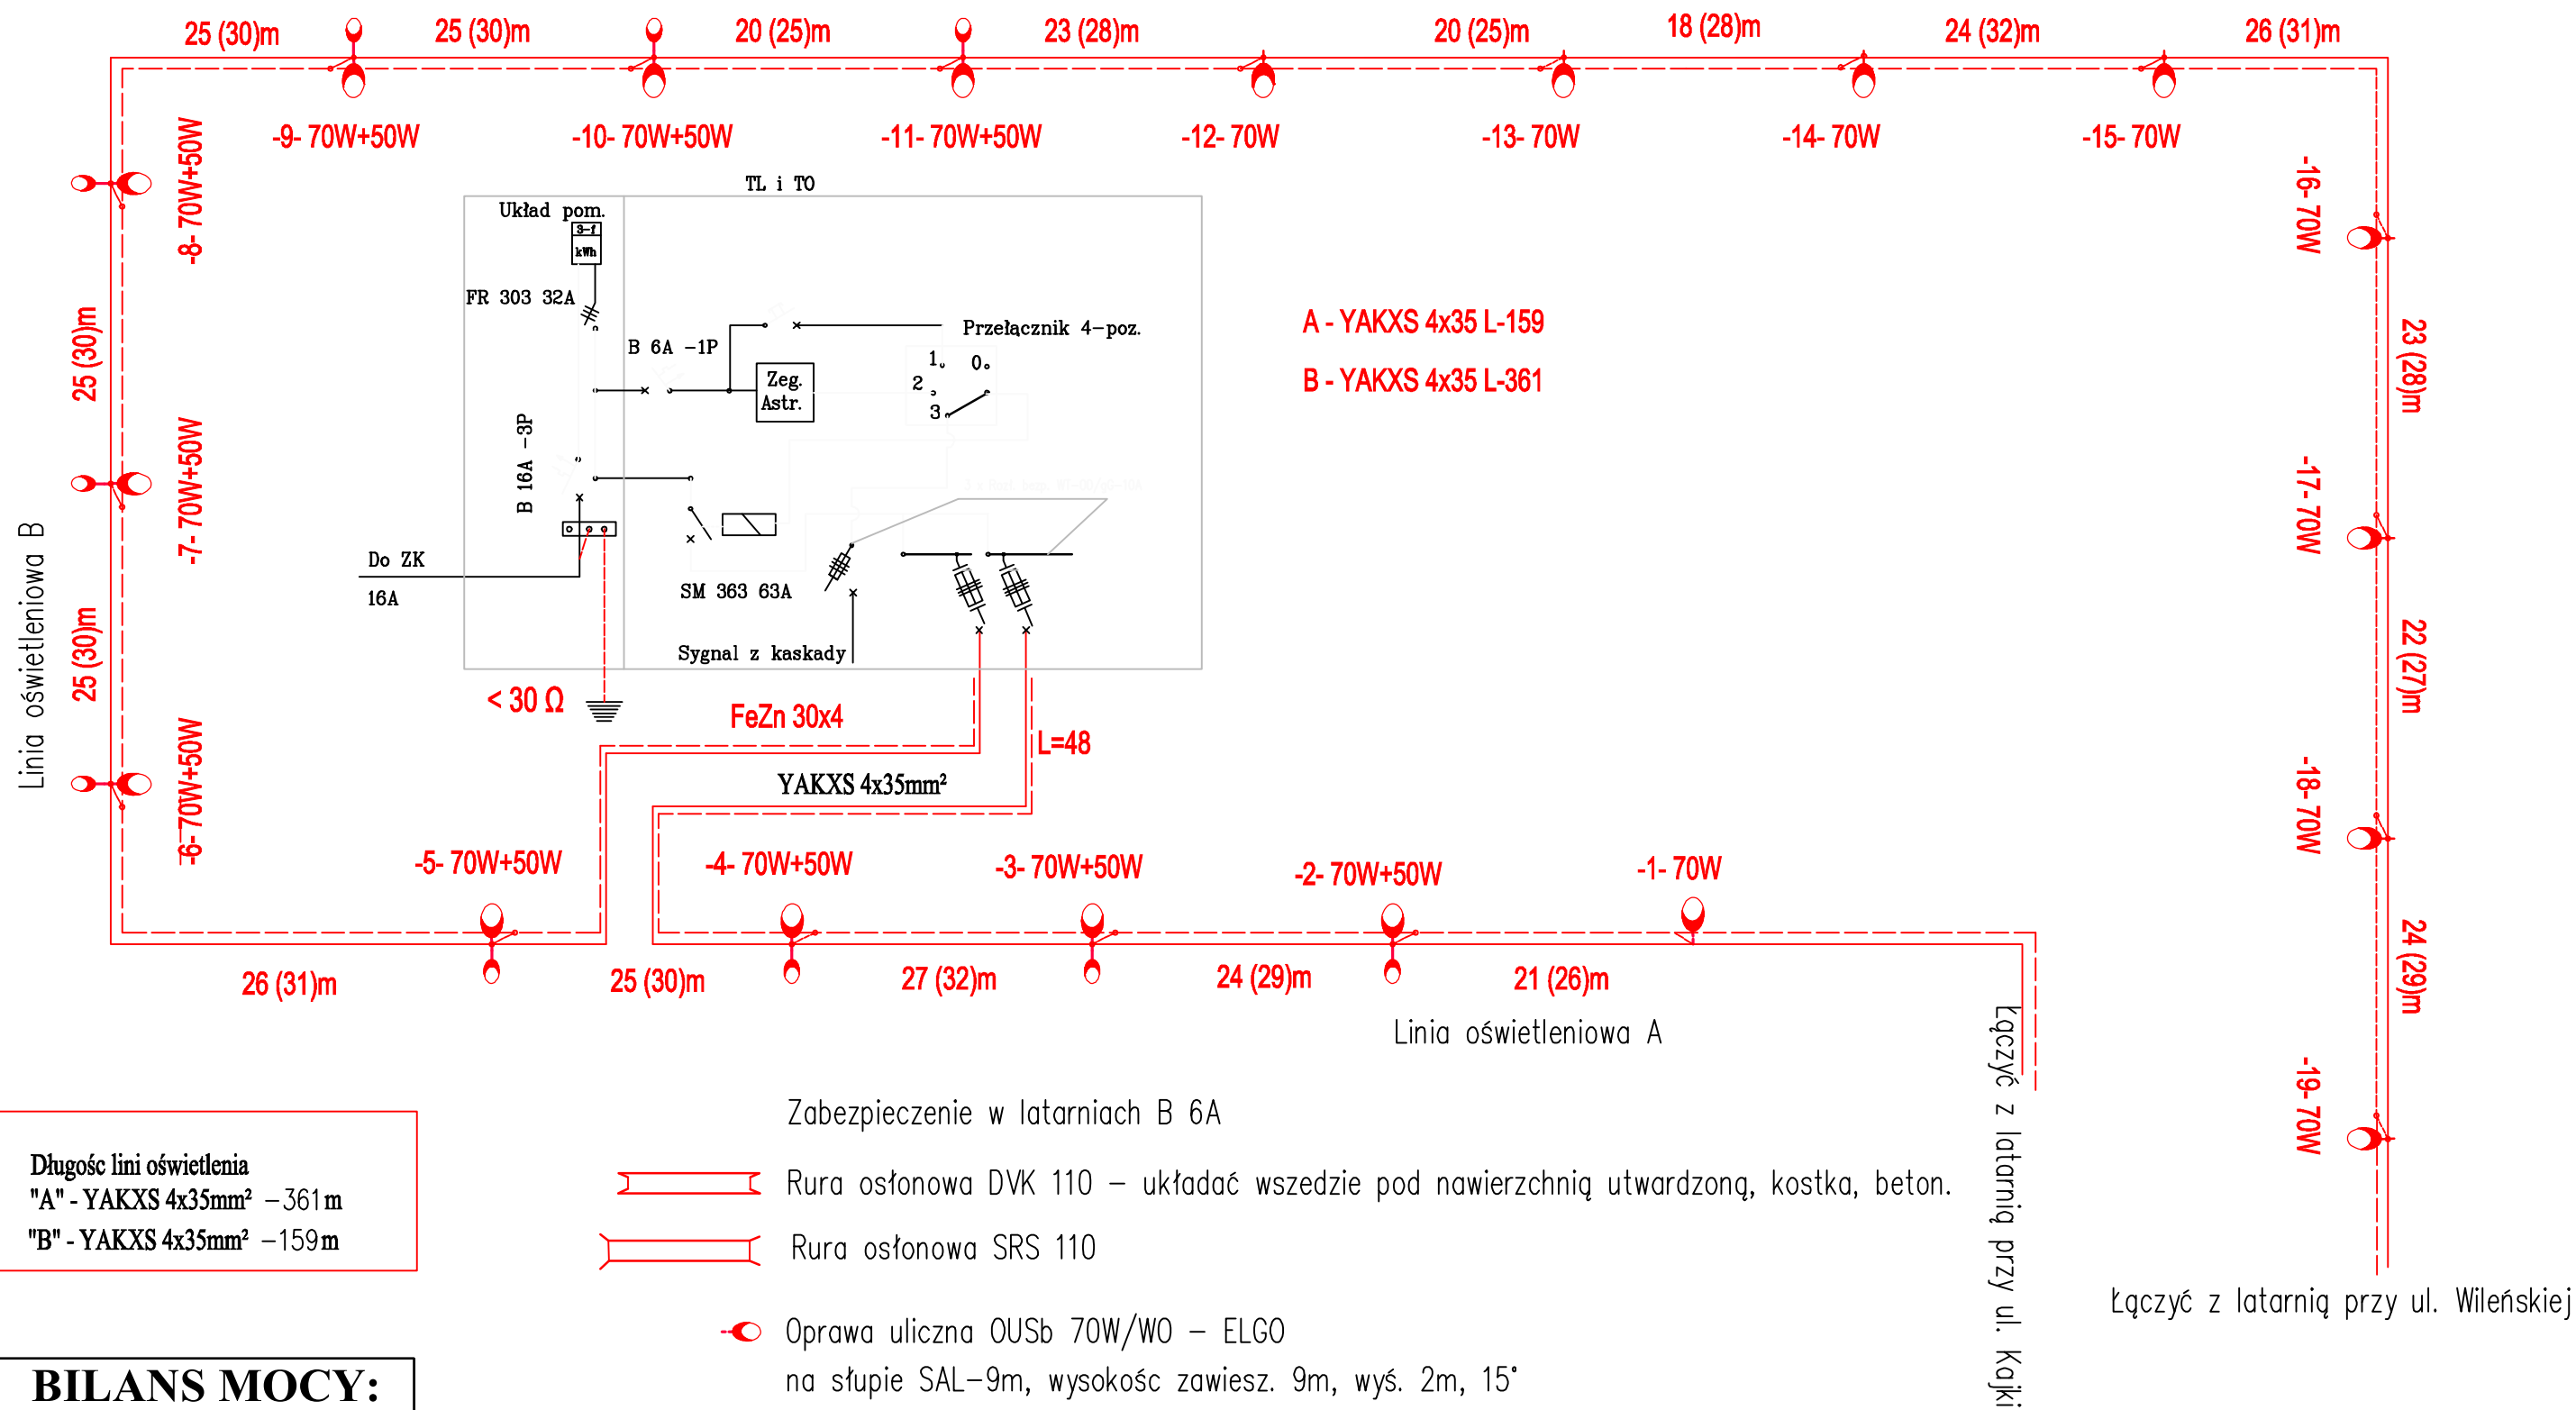 25 (30)m
25 (30)m
20 (25)m
23 (28)m
20 (25)m
18 (28)m
24 (32)m
26 (31)m
-9- 70W+50W
-10- 70W+50W
-11- 70W+50W
-12- 70W
-13- 70W
-14- 70W
-15- 70W
-16- 70W
-8- 70W+50W
25 (30)m
-7- 70W+50W
25 (30)m
-6- 70W+50W
Linia oświetleniowa B
TL i TO
Układ pom.
3-f
kWh
FR 303 32A
B 6A -1P
Przełącznik 4-poz.
1
0
2
3
Zeg.
Astr.
B 16A -3P
Do ZK
16A
SM 363 63A
Sygnal z kaskady
A - YAKXS 4x35 L-159
B - YAKXS 4x35 L-361
23 (28)m
-17- 70W
22 (27)m
-18- 70W
24 (29)m
-19- 70W
< 30 Ω
FeZn 30x4
L=48
YAKXS 4x35mm²
-5- 70W+50W
-4- 70W+50W
-3- 70W+50W
-2- 70W+50W
-1- 70W
26 (31)m
25 (30)m
27 (32)m
24 (29)m
21 (26)m
Linia oświetleniowa A
Łączyć z latarnią przy ul. Kajki
Łączyć z latarnią przy ul. Wileńskiej
Długośc lini oświetlenia
"A" - YAKXS 4x35mm² -361m
"B" - YAKXS 4x35mm² -159m
Zabezpieczenie w latarniach B 6A
Rura osłonowa DVK 110 - układać wszedzie pod nawierzchnią utwardzoną, kostka, beton.
Rura osłonowa SRS 110
Oprawa uliczna OUSb 70W/WO - ELGO
na słupie SAL-9m, wysokośc zawiesz. 9m, wyś. 2m, 15°
BILANS MOCY: